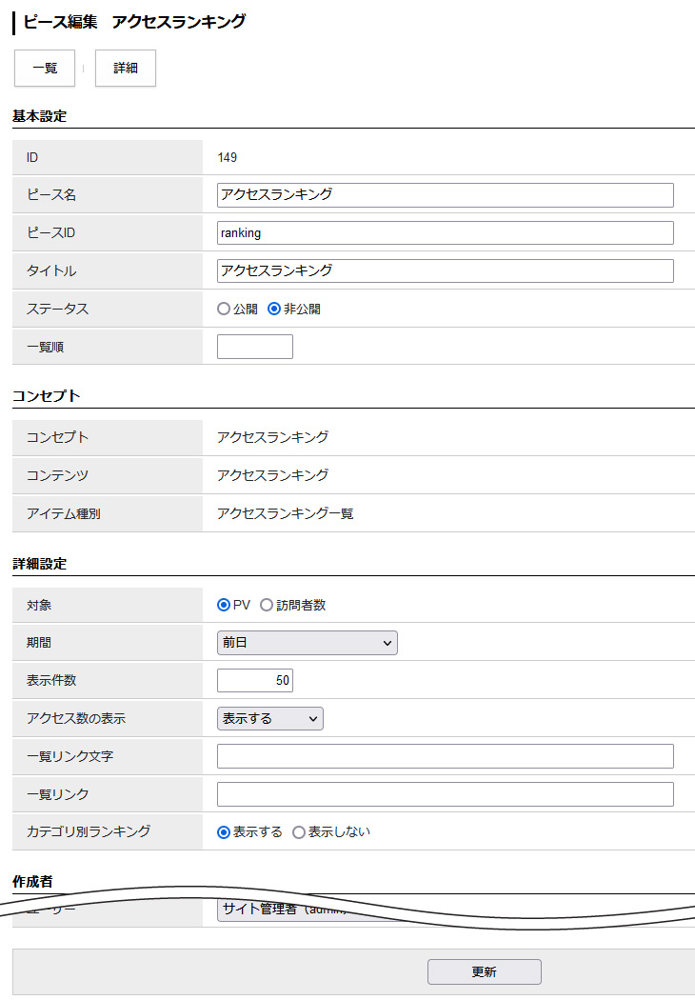 ピース編集　アクセスランキング
一覧 詳細
基本設定
ID 149
ピース名 アクセスランキング
ピースID ranking
タイトル アクセスランキング
ステータス 公開 非公開
一覧順
コンセプト
コンセプト アクセスランキング
コンテンツ アクセスランキング
アイテム種別 アクセスランキング一覧
詳細設定
対象 PV 訪問者数
期間 前日
表示件数 50
アクセス数の表示 表示する
一覧リンク文字
一覧リンク
カテゴリ別ランキング 表示する 表示しない
作成者
ユーザー サイト管理者（admin）
更新